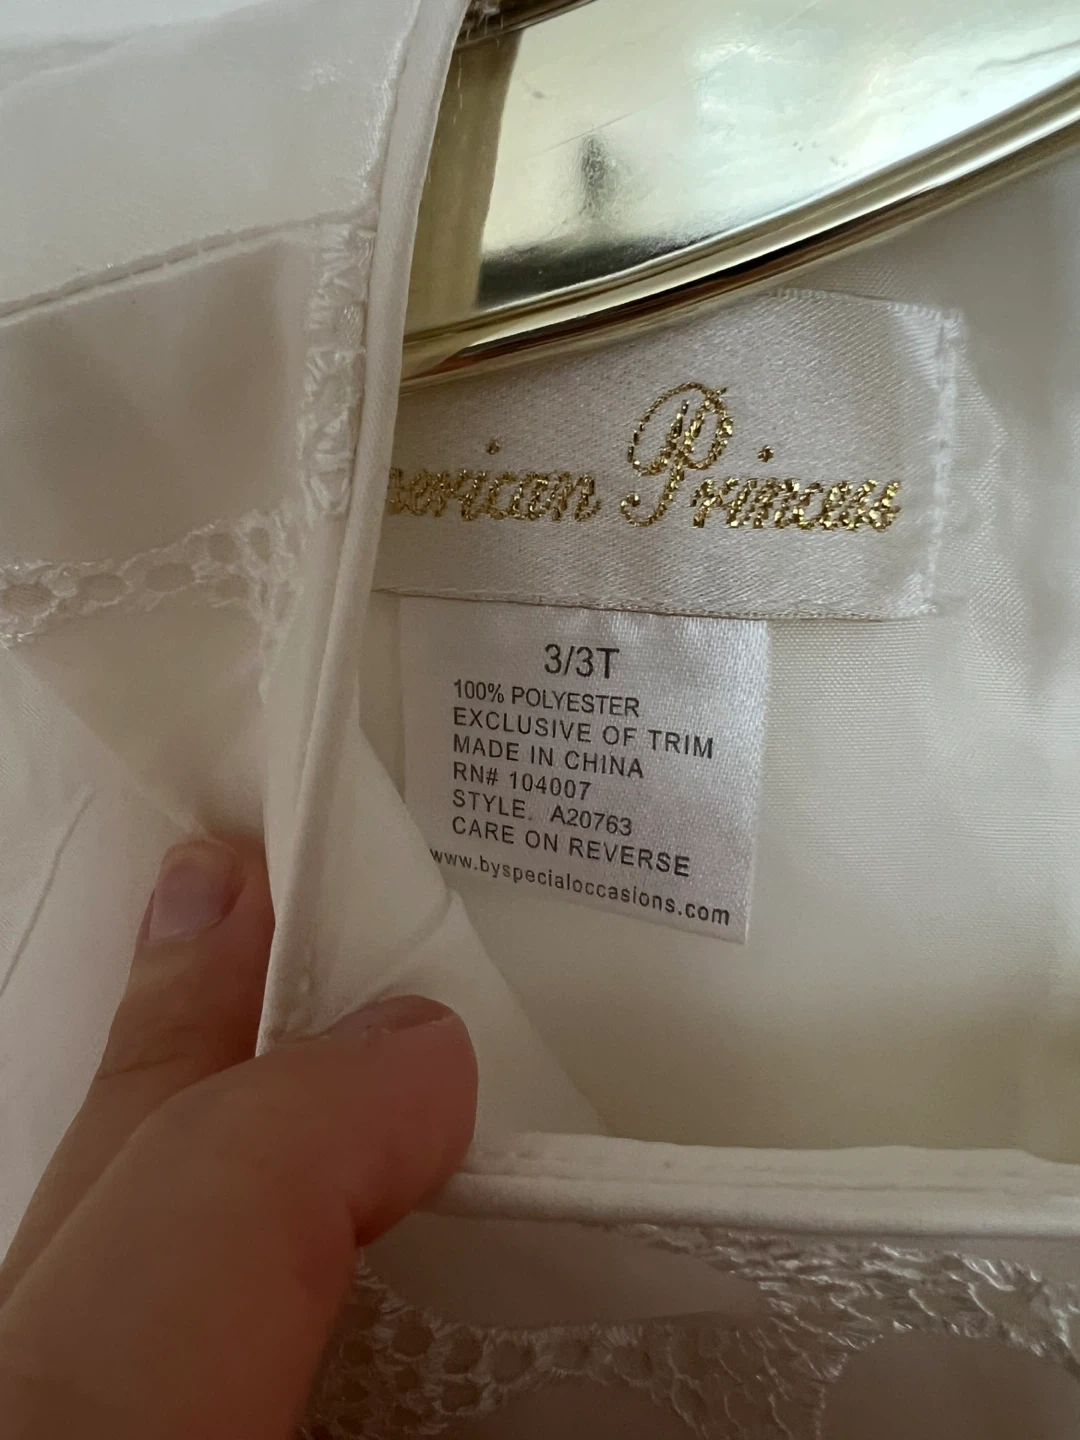 erican Princess
3/3T
100% POLYESTER
EXCLUSIVE OF TRIM
MADE IN CHINA
RN# 104007
STYLE. A20763
CARE ON REVERSE
www.byspecialoccasions.com